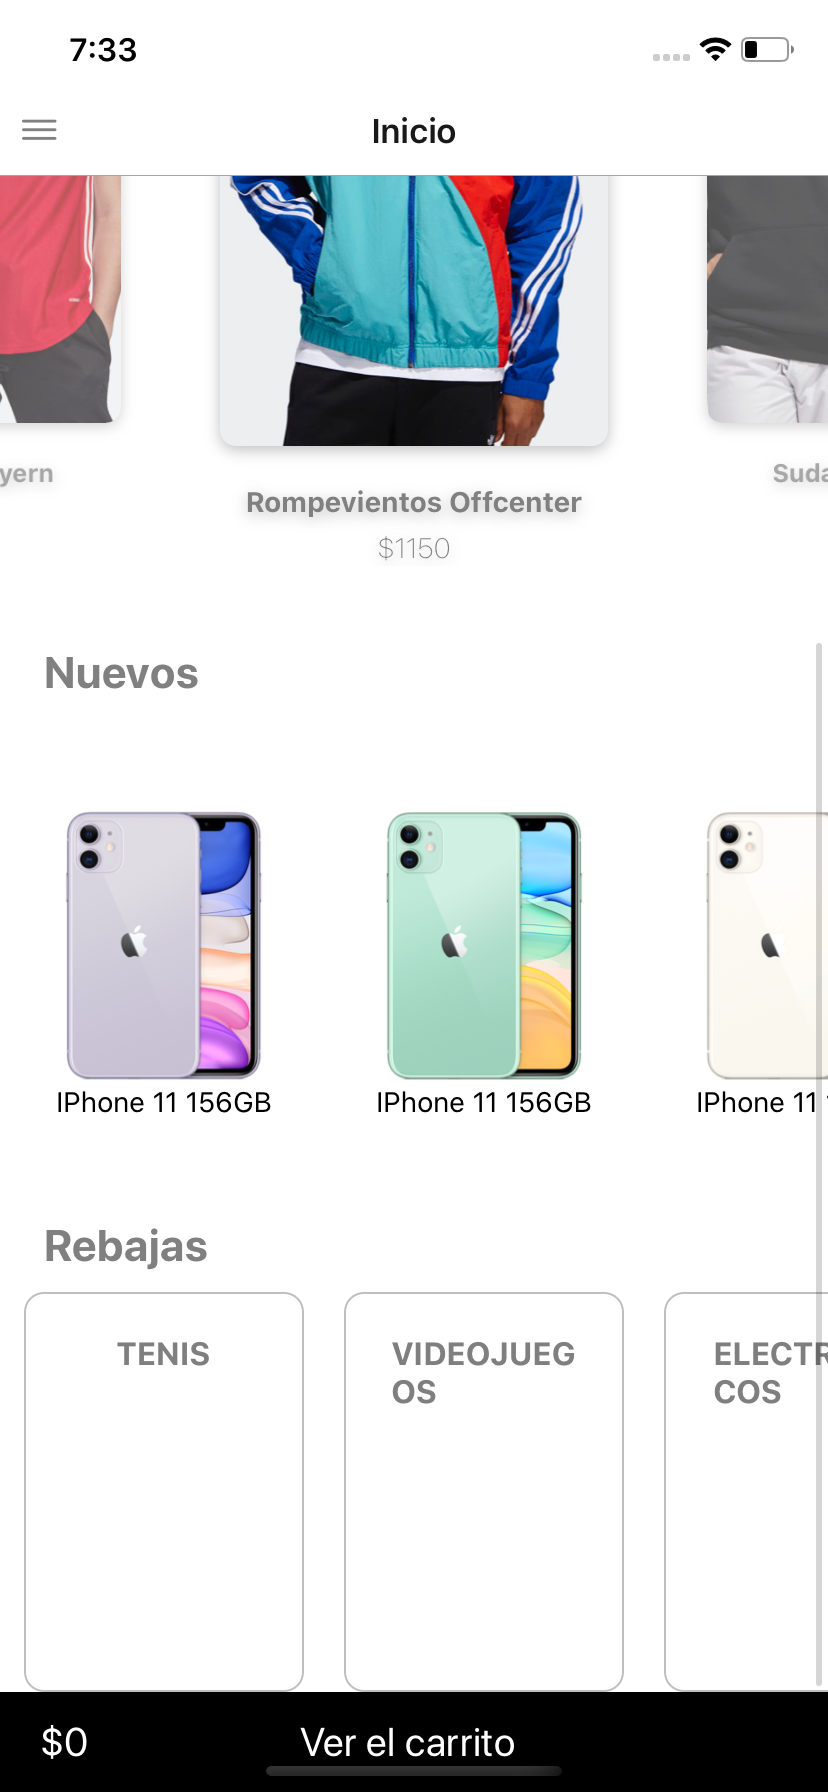 7:33
Inicio
yern
Suda
Rompevientos Offcenter
$1150
Nuevos
IPhone 11 156GB
IPhone 11 156GB
IPhone 11
Rebajas
TENIS
VIDEOJUEG
OS
ELECTR
COS
$0
Ver el carrito